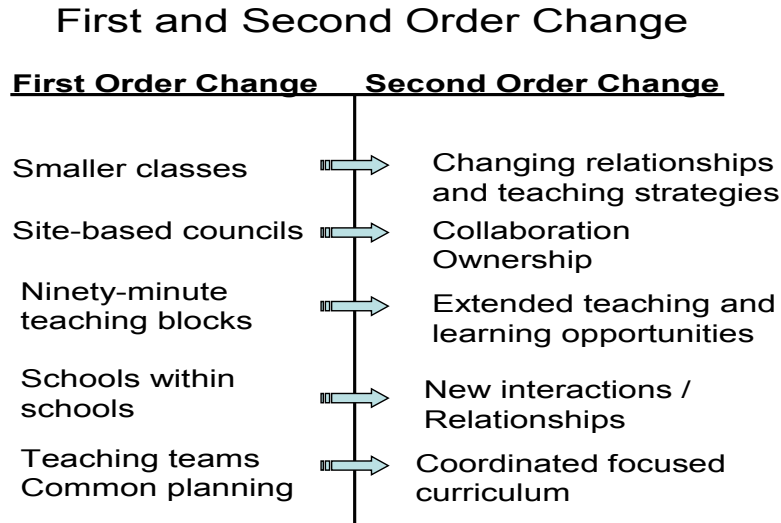 First and Second Order Change
First Order Change
Second Order Change
Smaller classes
Changing relationships
and teaching strategies
Site-based councils
Collaboration
Ownership
Ninety-minute
teaching blocks
Extended teaching and
learning opportunities
Schools within
schools
New interactions /
Relationships
Teaching teams
Common planning
Coordinated focused
curriculum